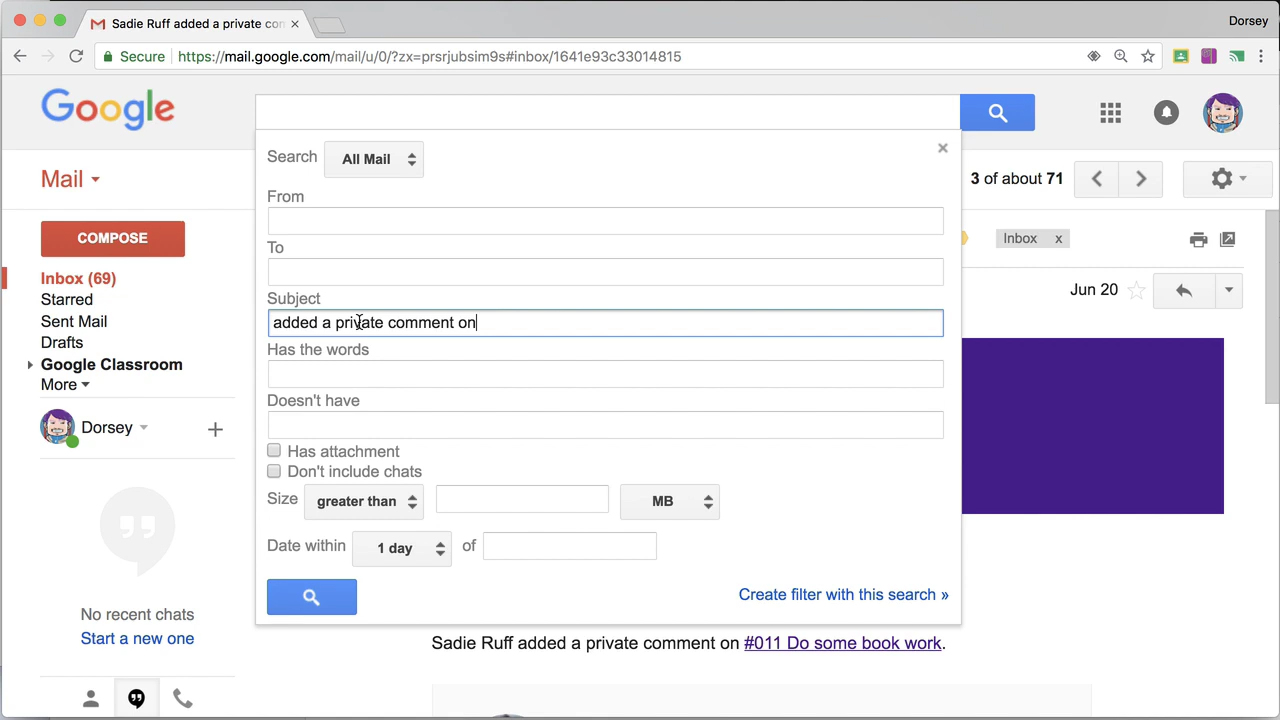 Sadie Ruff added a private con
Dorsey
Secure https://mail.google.com/mail/u/0/?zx=prsrjubsim9s#inbox/1641e93c33014815
Google
Search All Mail
Mail
3 of about 71
From
COMPOSE
To
Inbox x
Inbox (69)
Starred
Sent Mail
Drafts
Google Classroom
More
Subject
Jun 20
added a private comment on
Has the words
Doesn't have
Dorsey
Has attachment
Don't include chats
Size greater than MB
Date within 1 day of
Create filter with this search »
No recent chats
Start a new one
Sadie Ruff added a private comment on #011 Do some book work.